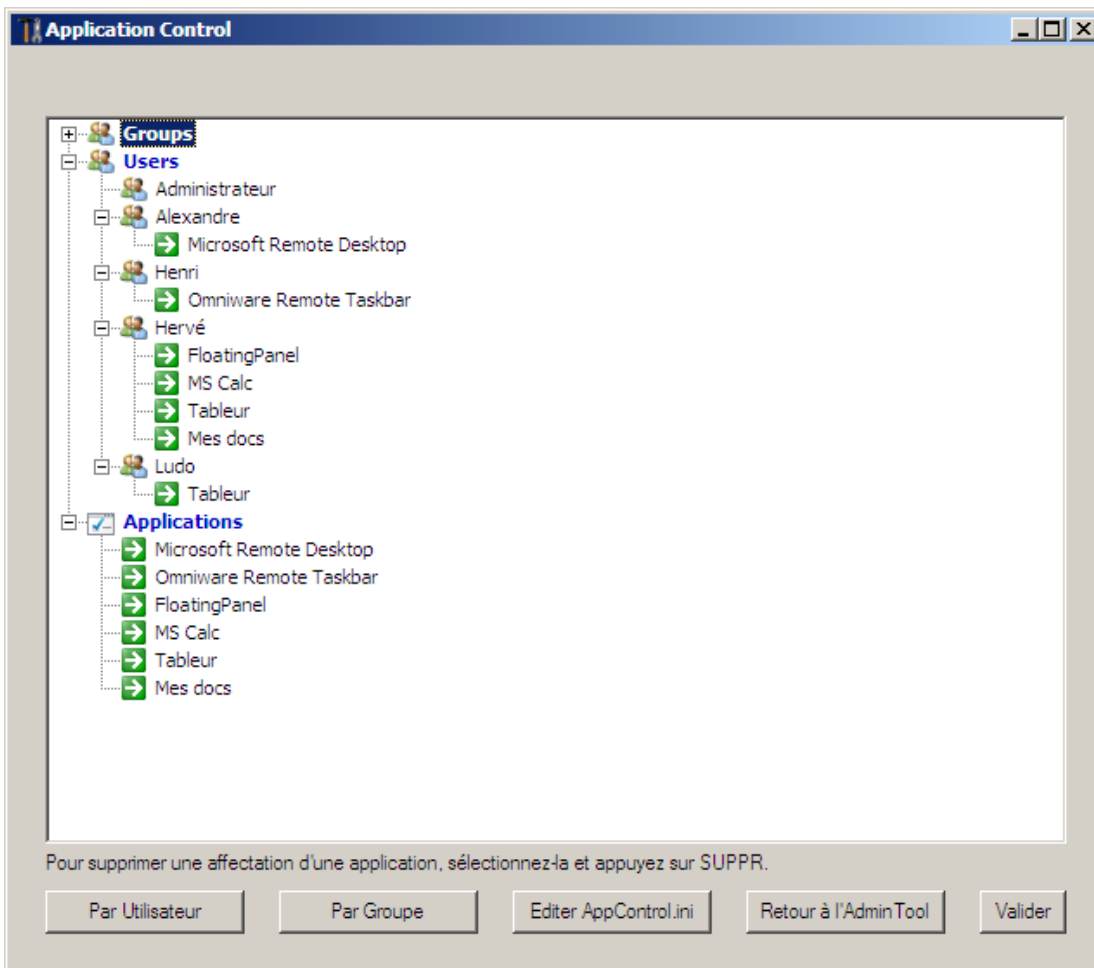 Application Control
Groups
Users
Administrateur
Alexandre
Microsoft Remote Desktop
Henri
Omniware Remote Taskbar
Hervé
FloatingPanel
MS Calc
Tableur
Mes docs
Ludo
Tableur
Applications
Microsoft Remote Desktop
Omniware Remote Taskbar
FloatingPanel
MS Calc
Tableur
Mes docs
Pour supprimer une affectation d'une application, sélectionnez-la et appuyez sur SUPPR.
Par Utilisateur Par Groupe Editer AppControl.ini Retour à l'AdminTool Valider